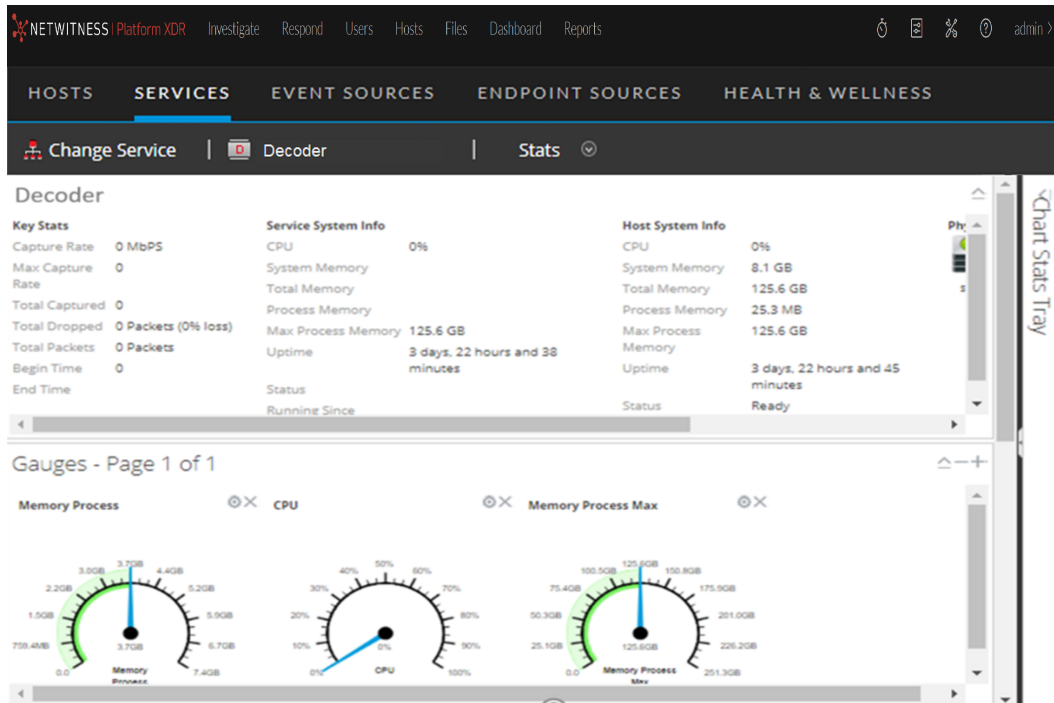 NETWITNESS | Platform XDR Investigate Respond Users Hosts Files Dashboard Reports admin >
HOSTS SERVICES EVENT SOURCES ENDPOINT SOURCES HEALTH & WELLNESS
Change Service | D Decoder | Stats
Decoder
Key Stats
Capture Rate 0 MbPS
Max Capture Rate 0
Total Captured 0
Total Dropped 0 Packets (0% loss)
Total Packets 0 Packets
Begin Time 0
End Time
Service System Info
CPU 0%
System Memory
Total Memory
Process Memory
Max Process Memory 125.6 GB
Uptime 3 days, 22 hours and 38
minutes
Status
Running Since
Host System Info
CPU 0%
System Memory 8.1 GB
Total Memory 125.6 GB
Process Memory 25.3 MB
Max Process Memory 125.6 GB
Uptime 3 days, 22 hours and 45
minutes
Status Ready
Phy
s
Chart Stats Tray
Gauges - Page 1 of 1
Memory Process
0.0 759.4MB 1.5GB 2.2GB 3.0GB 3.7GB 4.4GB 5.2GB 5.9GB 6.7GB 7.4GB
3.7GB
Memory
Process
CPU
0% 10% 20% 30% 40% 50% 60% 70% 80% 90% 100%
0%
CPU
Memory Process Max
0.0 25.1GB 50.3GB 75.4GB 100.5GB 125.6GB 150.8GB 175.9GB 201.0GB 226.2GB 251.3GB
125.6GB
Memory Process
Max